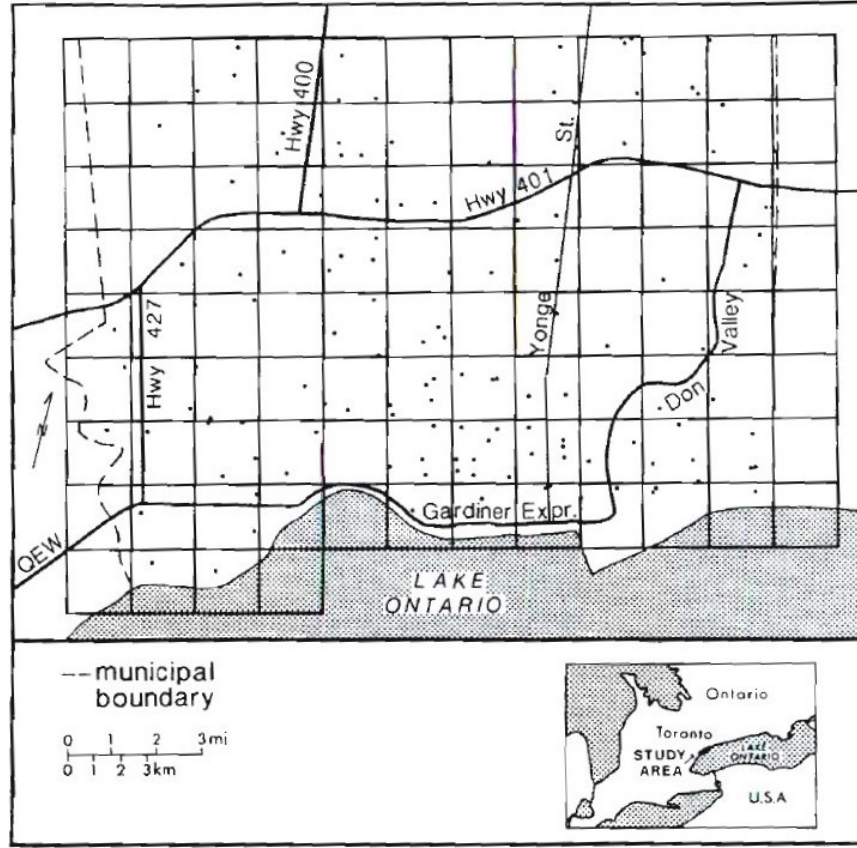 Hwy 400
St.
Hwy 401
Yonge
Hwy 427
Valley
Don
N
Gardiner Expr.
QEW
LAKE
ONTARIO
municipal
boundary
0 1 2 3mi
0 1 2 3km
Ontario
Toronto
STUDY
AREA
LAKE
ONTARIO
U.S.A